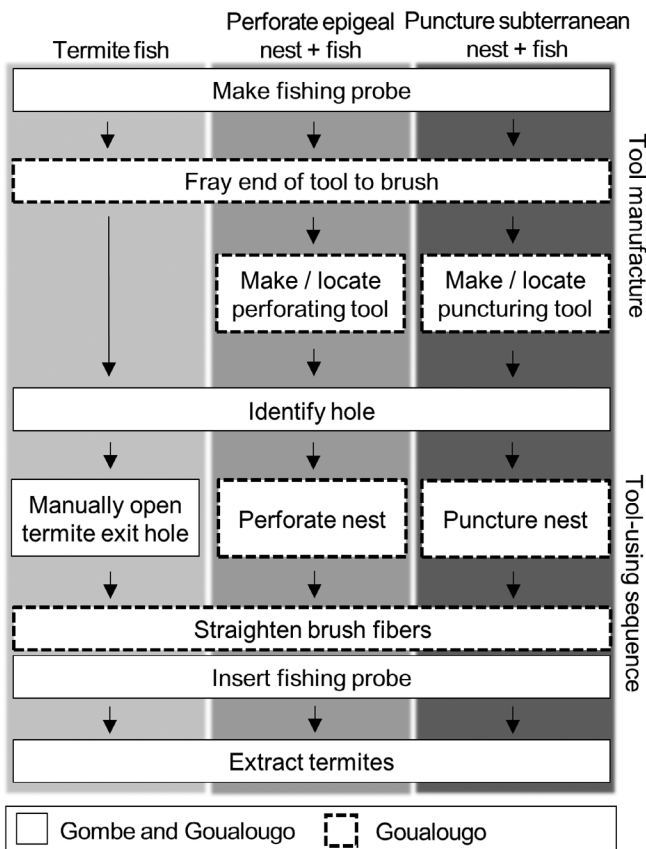 Termite fish
Perforate epigeal
nest + fish
Puncture subterranean
nest + fish
Make fishing probe
Fray end of tool to brush
Make / locate
perforating tool
Make / locate
puncturing tool
Tool manufacture
Identify hole
Manually open
termite exit hole
Perforate nest
Puncture nest
Straighten brush fibers
Insert fishing probe
Extract termites
Tool-using sequence
Gombe and Goualougo
Goualougo